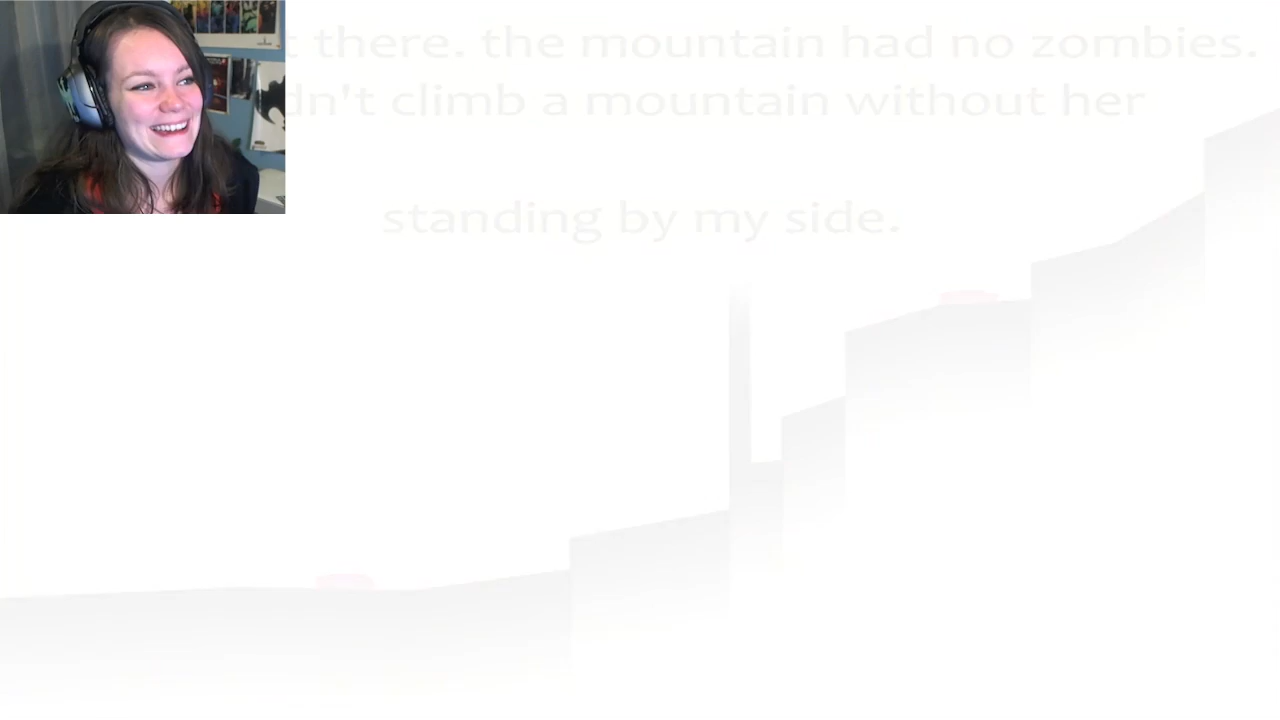 t there. the mountain had no zombies.
dn't climb a mountain without her
standing by my side.